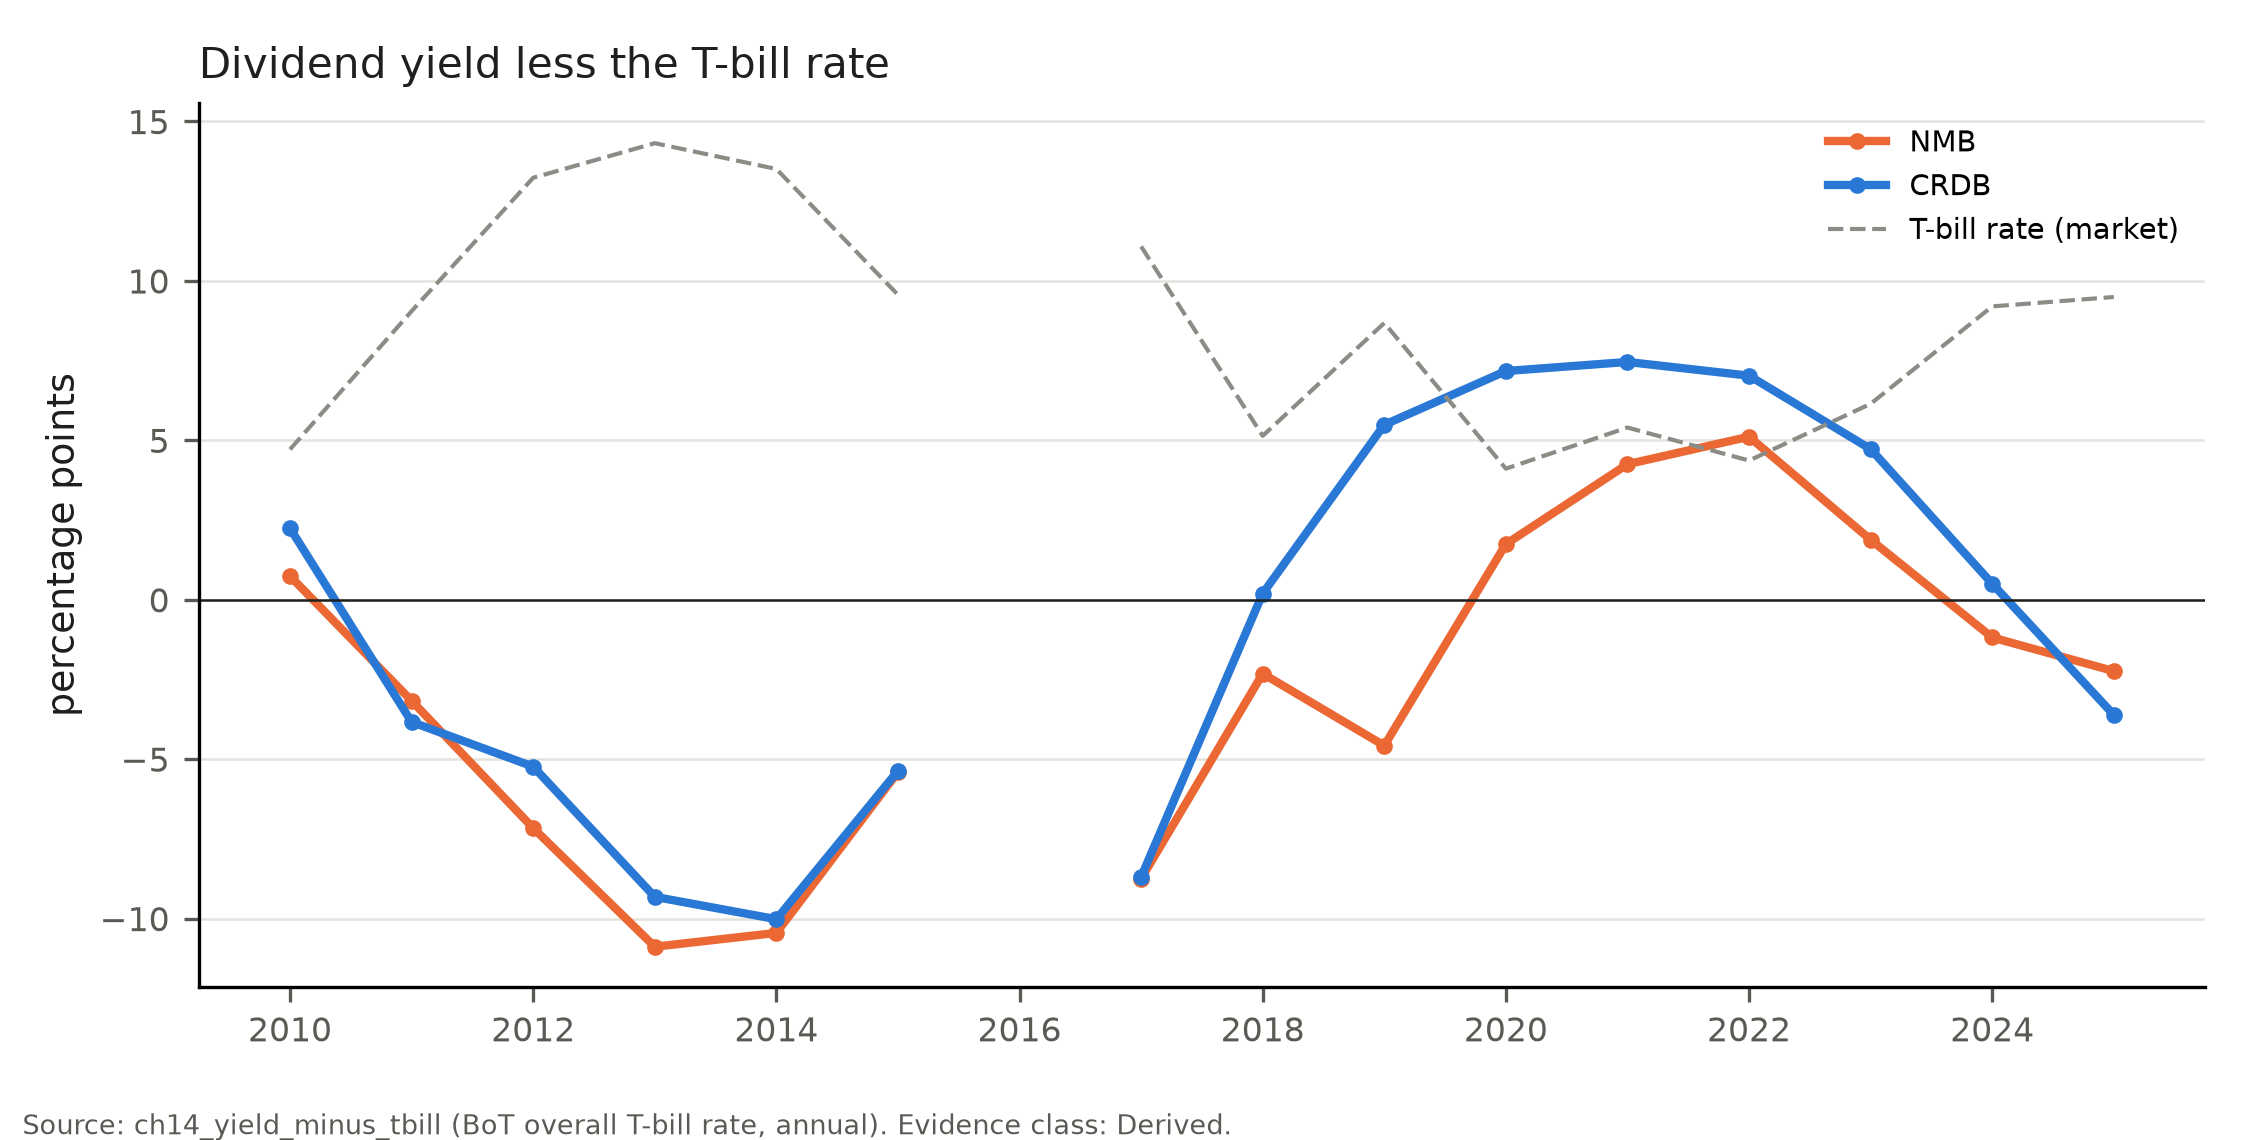 Dividend yield less the T-bill rate
15
10
5
0
−5
−10
percentage points
NMB
CRDB
T-bill rate (market)
2010 2012 2014 2016 2018 2020 2022 2024
Source: ch14_yield_minus_tbill (BoT overall T-bill rate, annual). Evidence class: Derived.